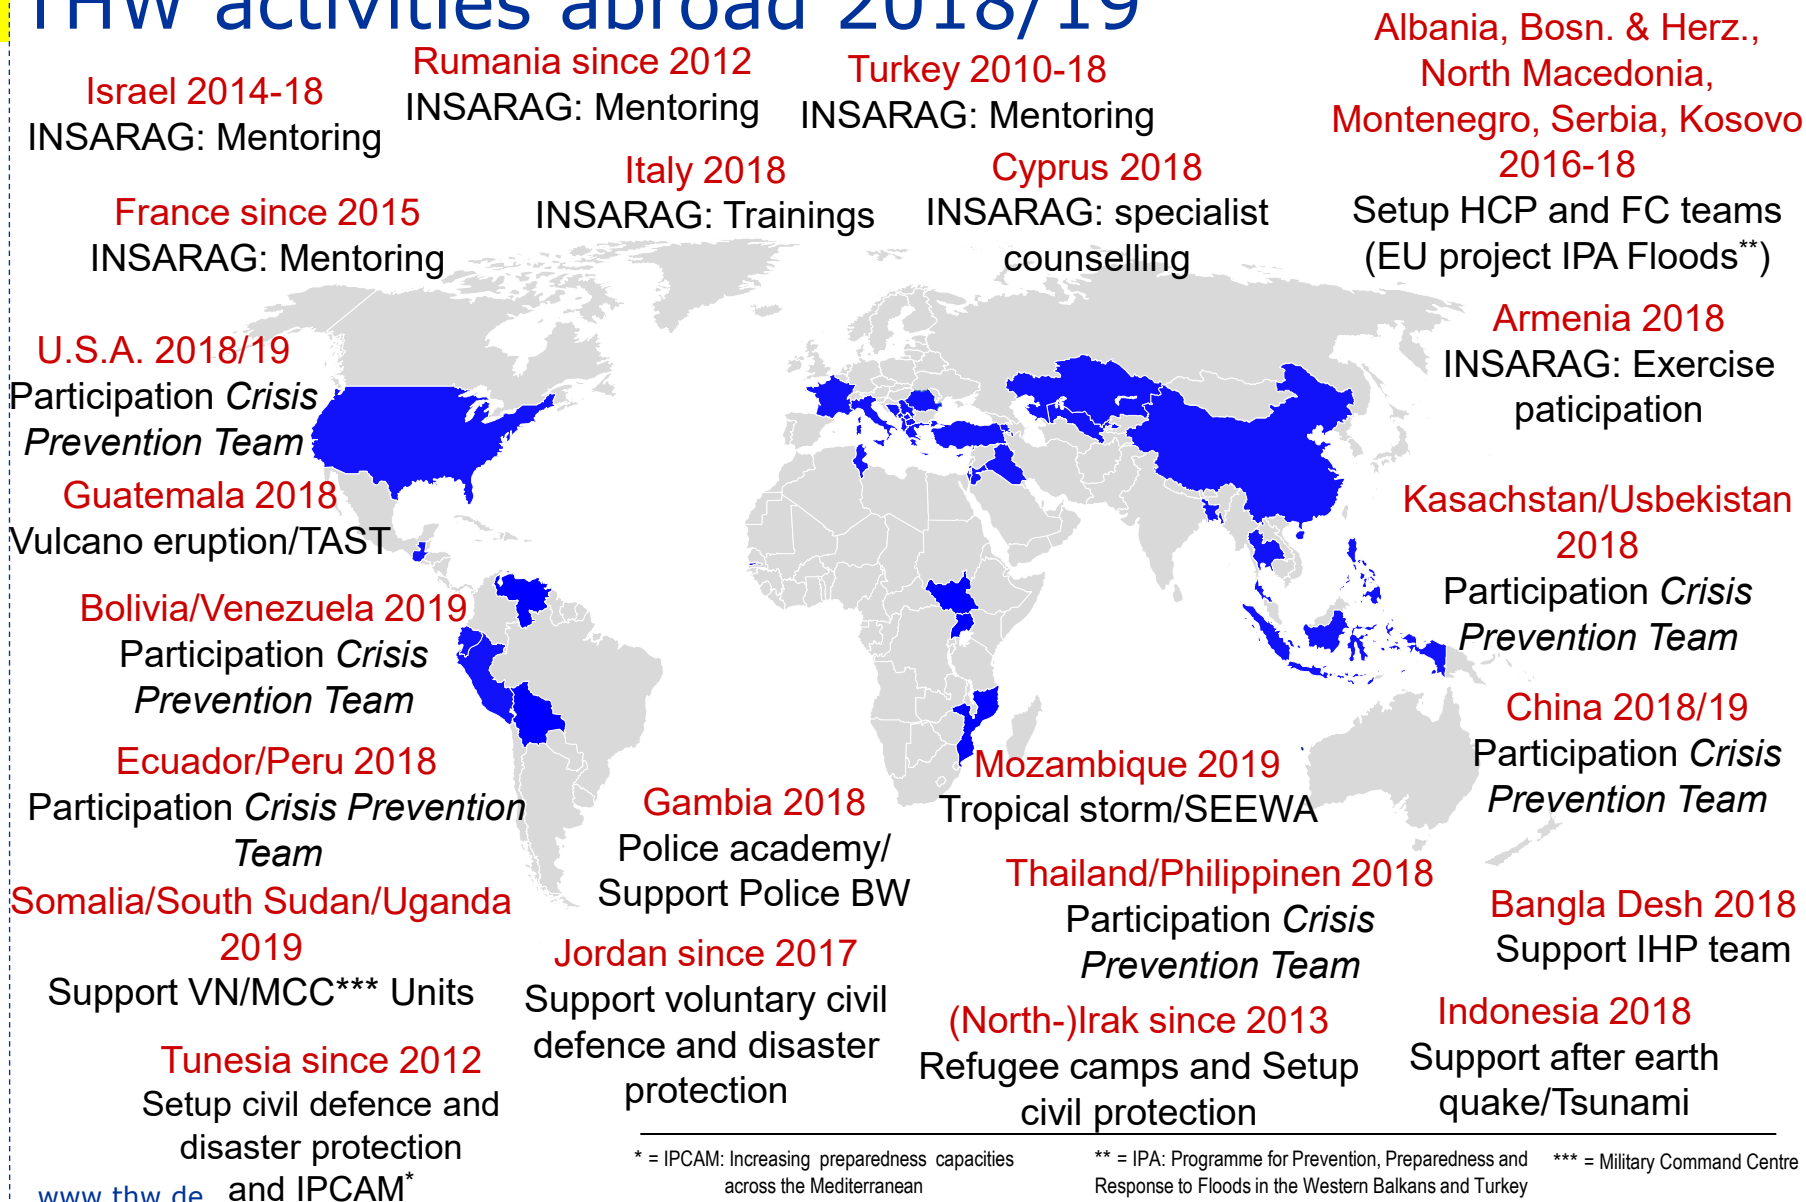 THW activities abroad 2018/19
Israel 2014-18
INSARAG: Mentoring
Rumania since 2012
INSARAG: Mentoring
Turkey 2010-18
INSARAG: Mentoring
Albania, Bosn. & Herz.,
North Macedonia,
Montenegro, Serbia, Kosovo
2016-18
Setup HCP and FC teams
(EU project IPA Floods**)
France since 2015
INSARAG: Mentoring
Italy 2018
INSARAG: Trainings
Cyprus 2018
INSARAG: specialist
counselling
U.S.A. 2018/19
Participation Crisis
Prevention Team
Armenia 2018
INSARAG: Exercise
paticipation
Guatemala 2018
Vulcano eruption/TAST
Kasachstan/Usbekistan
2018
Participation Crisis
Prevention Team
Bolivia/Venezuela 2019
Participation Crisis
Prevention Team
China 2018/19
Participation Crisis
Prevention Team
Ecuador/Peru 2018
Participation Crisis Prevention
Team
Gambia 2018
Police academy/
Support Police BW
Mozambique 2019
Tropical storm/SEEWA
Thailand/Philippinen 2018
Participation Crisis
Prevention Team
Bangla Desh 2018
Support IHP team
Somalia/South Sudan/Uganda
2019
Support VN/MCC*** Units
Jordan since 2017
Support voluntary civil
defence and disaster
protection
(North-)Irak since 2013
Refugee camps and Setup
civil protection
Indonesia 2018
Support after earth
quake/Tsunami
Tunesia since 2012
Setup civil defence and
disaster protection
and IPCAM*
* = IPCAM: Increasing preparedness capacities
across the Mediterranean
** = IPA: Programme for Prevention, Preparedness and
Response to Floods in the Western Balkans and Turkey
*** = Military Command Centre
www.thw.de